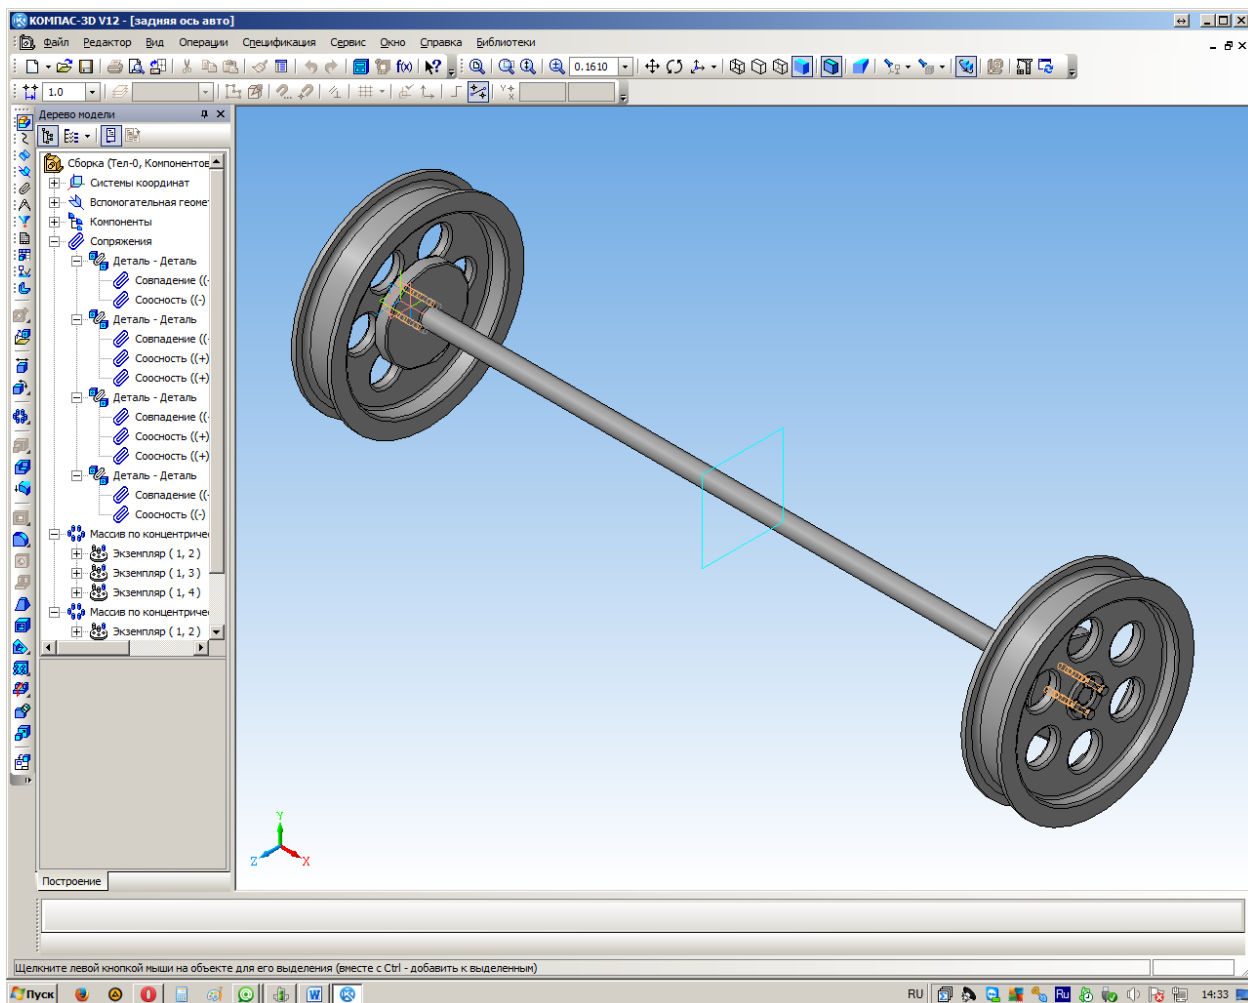 КОМПАС-3D V12 - [задняя ось авто]
Файл Редактор Вид Операции Спецификация Сервис Окно Справка Библиотеки
0.1610
1.0
Дерево модели
Сборка (Тел-0, Компонентов
Системы координат
Вспомогательная геоме
Компоненты
Сопряжения
Деталь - Деталь
Совпадение ((-
Соосность ((-)
Деталь - Деталь
Совпадение ((-
Соосность ((+)
Соосность ((+)
Деталь - Деталь
Совпадение ((-
Соосность ((+)
Соосность ((+)
Деталь - Деталь
Совпадение ((-
Соосность ((-)
Массив по концентриче
Экземпляр ( 1, 2 )
Экземпляр ( 1, 3 )
Экземпляр ( 1, 4 )
Массив по концентриче
Экземпляр ( 1, 2 )
Y
Z
X
Построение
Щелкните левой кнопкой мыши на объекте для его выделения (вместе с Ctrl - добавить к выделенным)
Пуск
RU
Ru
14:33